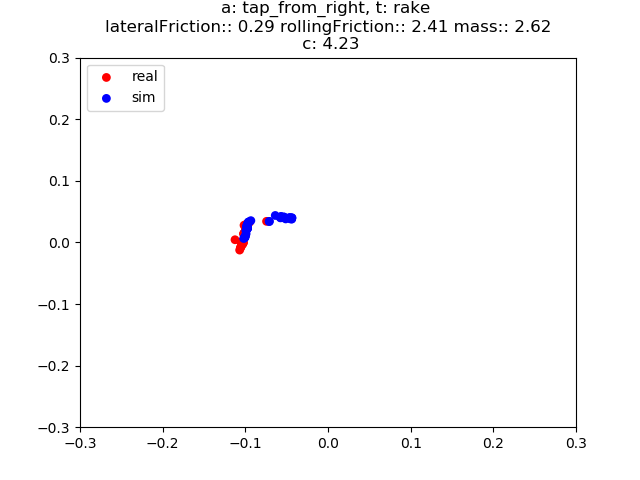 a: tap_from_right, t: rake
lateralFriction:: 0.29 rollingFriction:: 2.41 mass:: 2.62
c: 4.23
real
sim
0.3
0.2
0.1
0.0
−0.1
−0.2
−0.3
−0.3 −0.2 −0.1 0.0 0.1 0.2 0.3